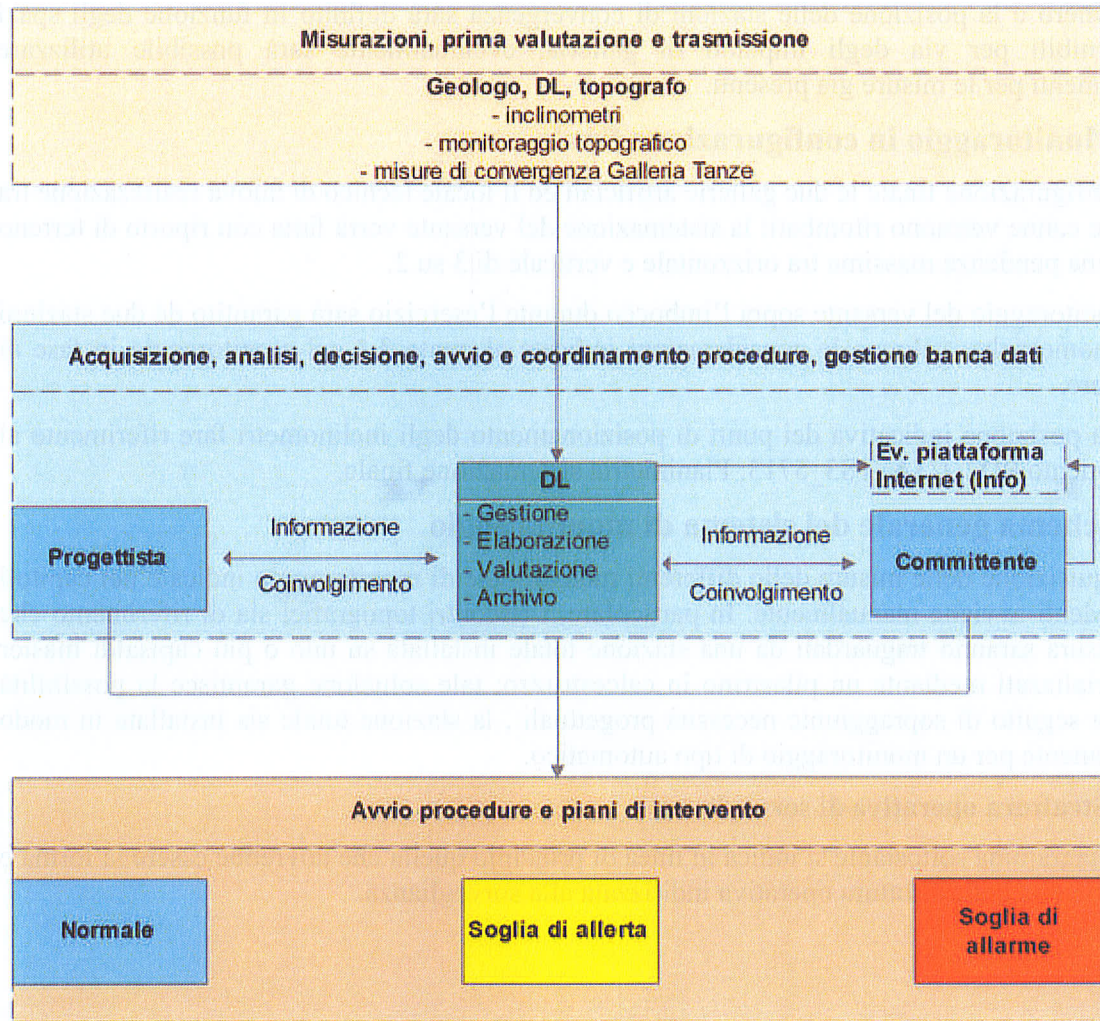 Misurazioni, prima valutazione e trasmissione
Geologo, DL, topografo
- inclinometri
- monitoraggio topografico
- misure di convergenza Galleria Tanze
Acquisizione, analisi, decisione, avvio e coordinamento procedure, gestione banca dati
Ev. piattaforma
Internet (Info)
DL
- Gestione
- Elaborazione
- Valutazione
- Archivio
Progettista
Informazione
Coinvolgimento
Informazione
Coinvolgimento
Committente
Avvio procedure e piani di intervento
Normale
Soglia di allerta
Soglia di
allarme